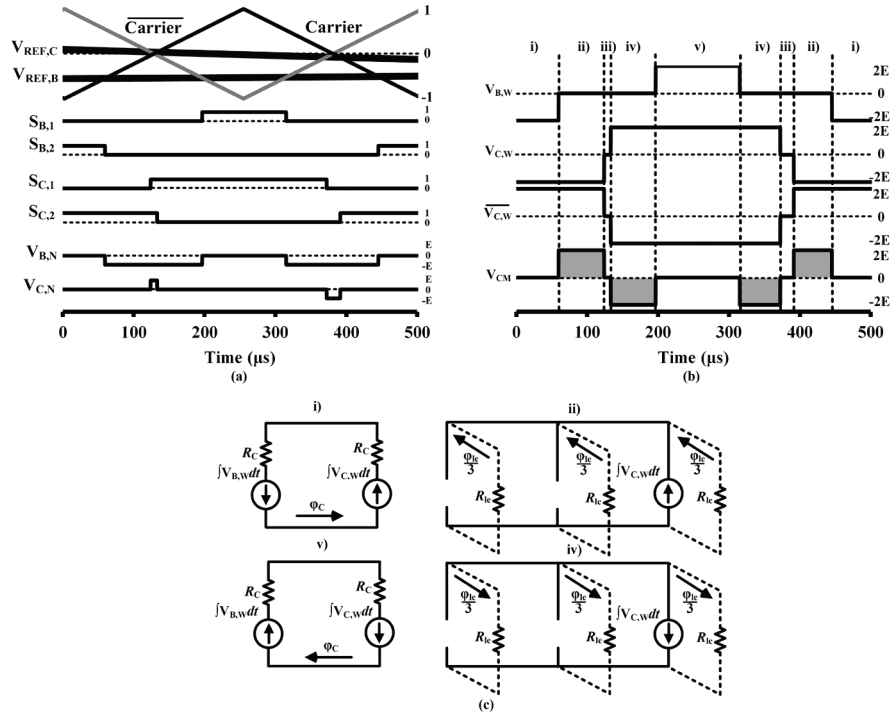 Carrier Carrier
1
0
-1
V_REF,C
V_REF,B
S_B,1
1
0
S_B,2
1
0
S_C,1
1
0
S_C,2
1
0
V_B,N
E
0
-E
V_C,N
E
0
-E
0 100 200 300 400 500
Time (μs)
(a)
i) ii) iii) iv) v) iv) iii) ii) i)
V_B,W
2E
0
-2E
V_C,W
2E
0
-2E
V_C,W
2E
0
-2E
V_CM
2E
0
-2E
0 100 200 300 400 500
Time (μs)
(b)
i)
R_C R_C
∫V_B,W dt ∫V_C,W dt
φ_C
ii)
φ_lc/3 φ_lc/3 ∫V_C,W dt φ_lc/3
R_lc R_lc R_lc
v)
R_C R_C
∫V_B,W dt ∫V_C,W dt
φ_C
iv)
φ_lc/3 φ_lc/3 ∫V_C,W dt φ_lc/3
R_lc R_lc R_lc
(c)